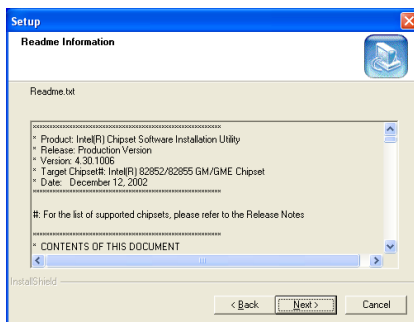 Setup
Readme Information
Readme.txt
************************************************************
* Product: Intel(R) Chipset Software Installation Utility
* Release: Production Version
* Version: 4.30.1006
* Target Chipset#: Intel(R) 82852/82855 GM/GME Chipset
* Date: December 12, 2002
************************************************************
#: For the list of supported chipsets, please refer to the Release Notes
************************************************************
* CONTENTS OF THIS DOCUMENT
InstallShield
< Back
Next >
Cancel